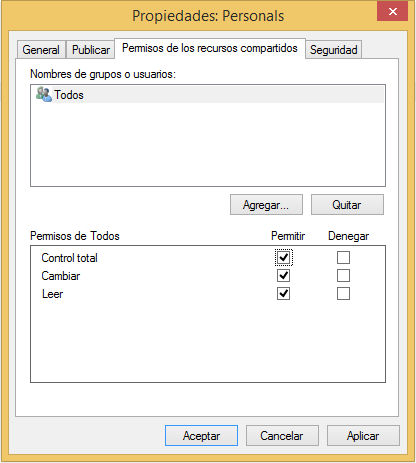 Propiedades: Personals
General Publicar Permisos de los recursos compartidos Seguridad
Nombres de grupos o usuarios:
Todos
Agregar... Quitar
Permisos de Todos Permitir Denegar
Control total
Cambiar
Leer
Aceptar Cancelar Aplicar